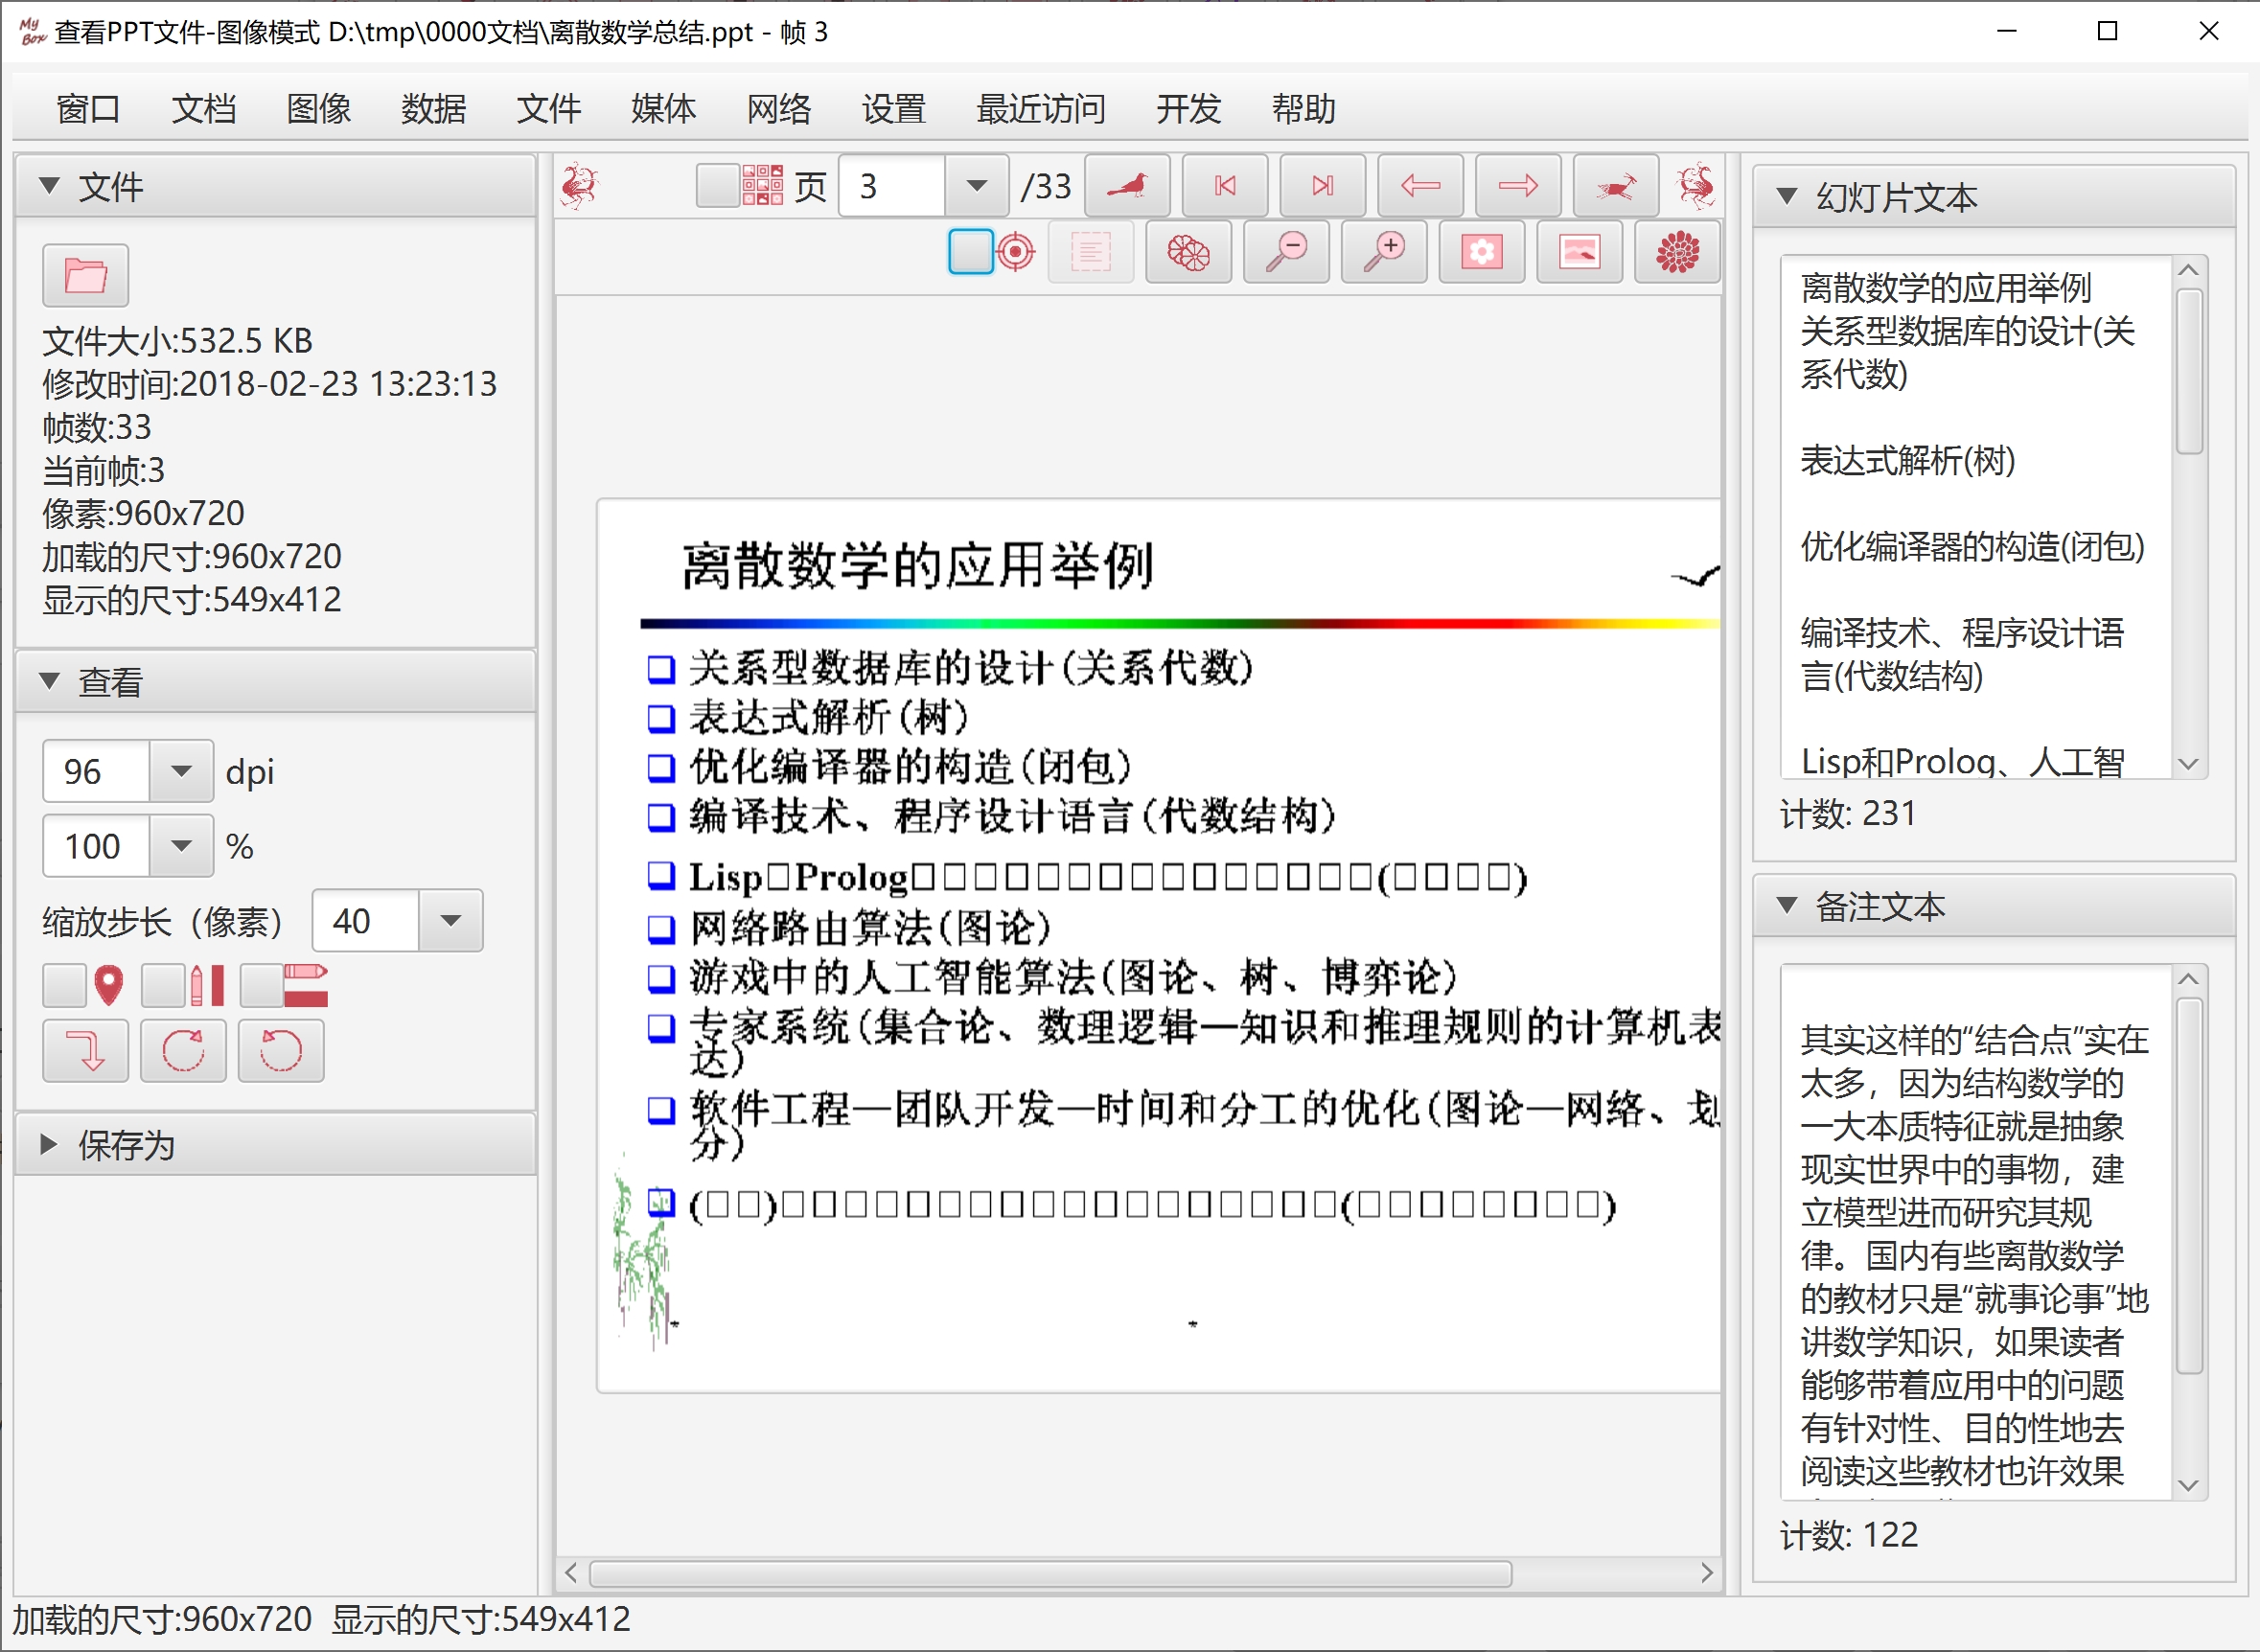 My Box 查看PPT文件-图像模式 D:\tmp\0000文档\离散数学总结.ppt - 帧 3
窗口 文档 图像 数据 文件 媒体 网络 设置 最近访问 开发 帮助
文件
文件大小:532.5 KB
修改时间:2018-02-23 13:23:13
帧数:33
当前帧:3
像素:960x720
加载的尺寸:960x720
显示的尺寸:549x412
查看
96 dpi
100 %
缩放步长（像素） 40
保存为
页 3 /33
离散数学的应用举例
关系型数据库的设计(关系代数)
表达式解析(树)
优化编译器的构造(闭包)
编译技术、程序设计语言(代数结构)
Lisp□Prolog□□□□□□□□□□□□□□□(□□□□)
网络路由算法(图论)
游戏中的人工智能算法(图论、树、博弈论)
专家系统(集合论、数理逻辑—知识和推理规则的计算机表
达)
软件工程—团队开发—时间和分工的优化(图论—网络、划
分)
(□□)□□□□□□□□□□□□□□□□□□(□□□□□□□□)
*
*
幻灯片文本
离散数学的应用举例
关系型数据库的设计(关
系代数)
表达式解析(树)
优化编译器的构造(闭包)
编译技术、程序设计语
言(代数结构)
Lisp和Prolog、人工智
计数: 231
备注文本
其实这样的“结合点”实在
太多，因为结构数学的
一大本质特征就是抽象
现实世界中的事物，建
立模型进而研究其规
律。国内有些离散数学
的教材只是“就事论事”地
讲数学知识，如果读者
能够带着应用中的问题
有针对性、目的性地去
阅读这些教材也许效果
计数: 122
加载的尺寸:960x720 显示的尺寸:549x412